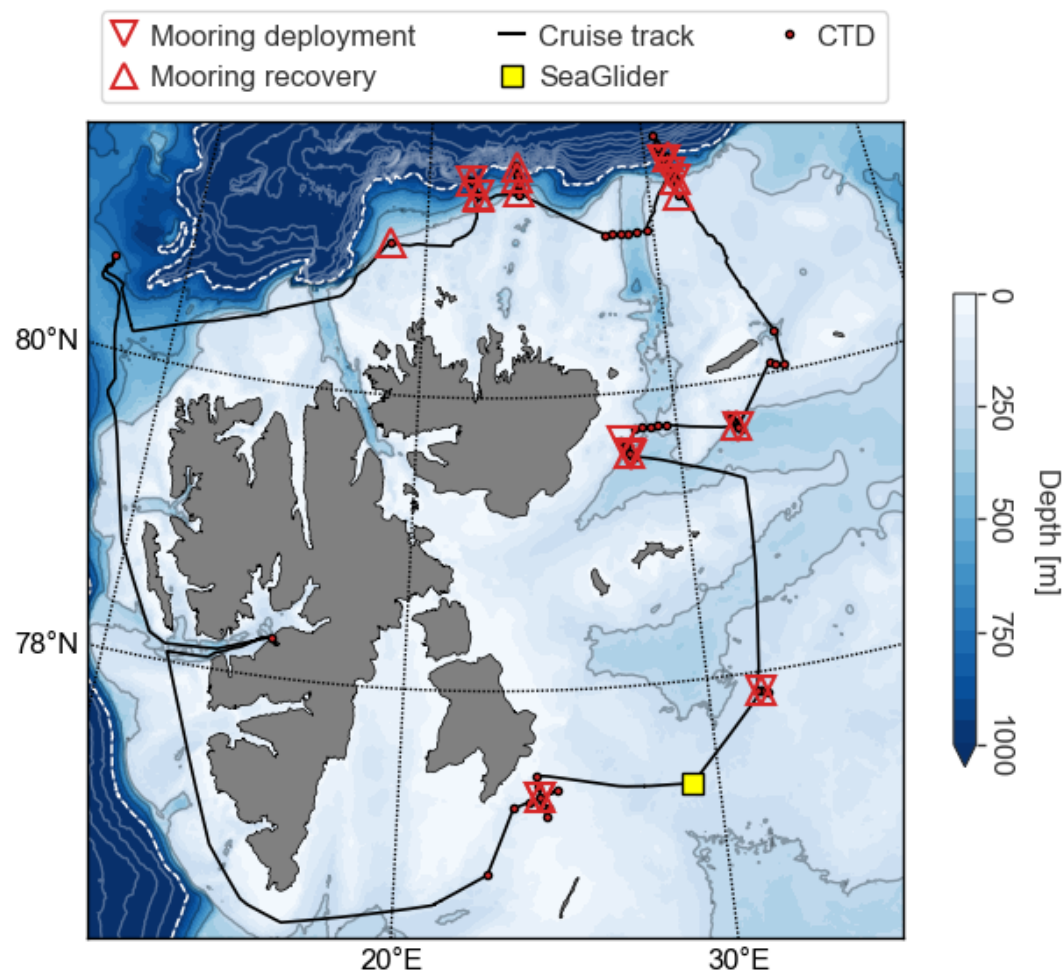 Mooring deployment
Cruise track
CTD
Mooring recovery
SeaGlider
80°N
78°N
20°E
30°E
0
250
500
750
1000
Depth [m]